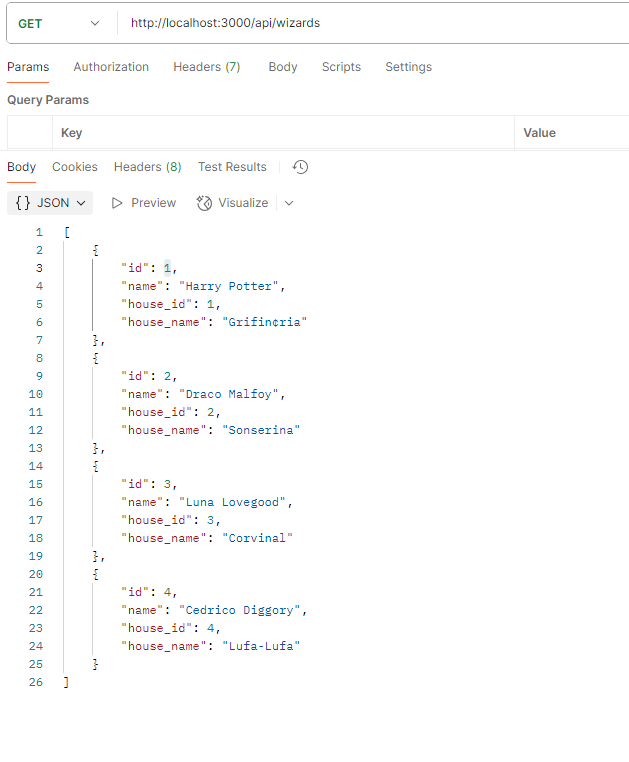 GET http://localhost:3000/api/wizards
Params Authorization Headers (7) Body Scripts Settings
Query Params
Key Value
Body Cookies Headers (8) Test Results
{} JSON Preview Visualize
1 [
2 {
3 "id": 1,
4 "name": "Harry Potter",
5 "house_id": 1,
6 "house_name": "Grifin¢ria"
7 },
8 {
9 "id": 2,
10 "name": "Draco Malfoy",
11 "house_id": 2,
12 "house_name": "Sonserina"
13 },
14 {
15 "id": 3,
16 "name": "Luna Lovegood",
17 "house_id": 3,
18 "house_name": "Corvinal"
19 },
20 {
21 "id": 4,
22 "name": "Cedrico Diggory",
23 "house_id": 4,
24 "house_name": "Lufa-Lufa"
25 }
26 ]